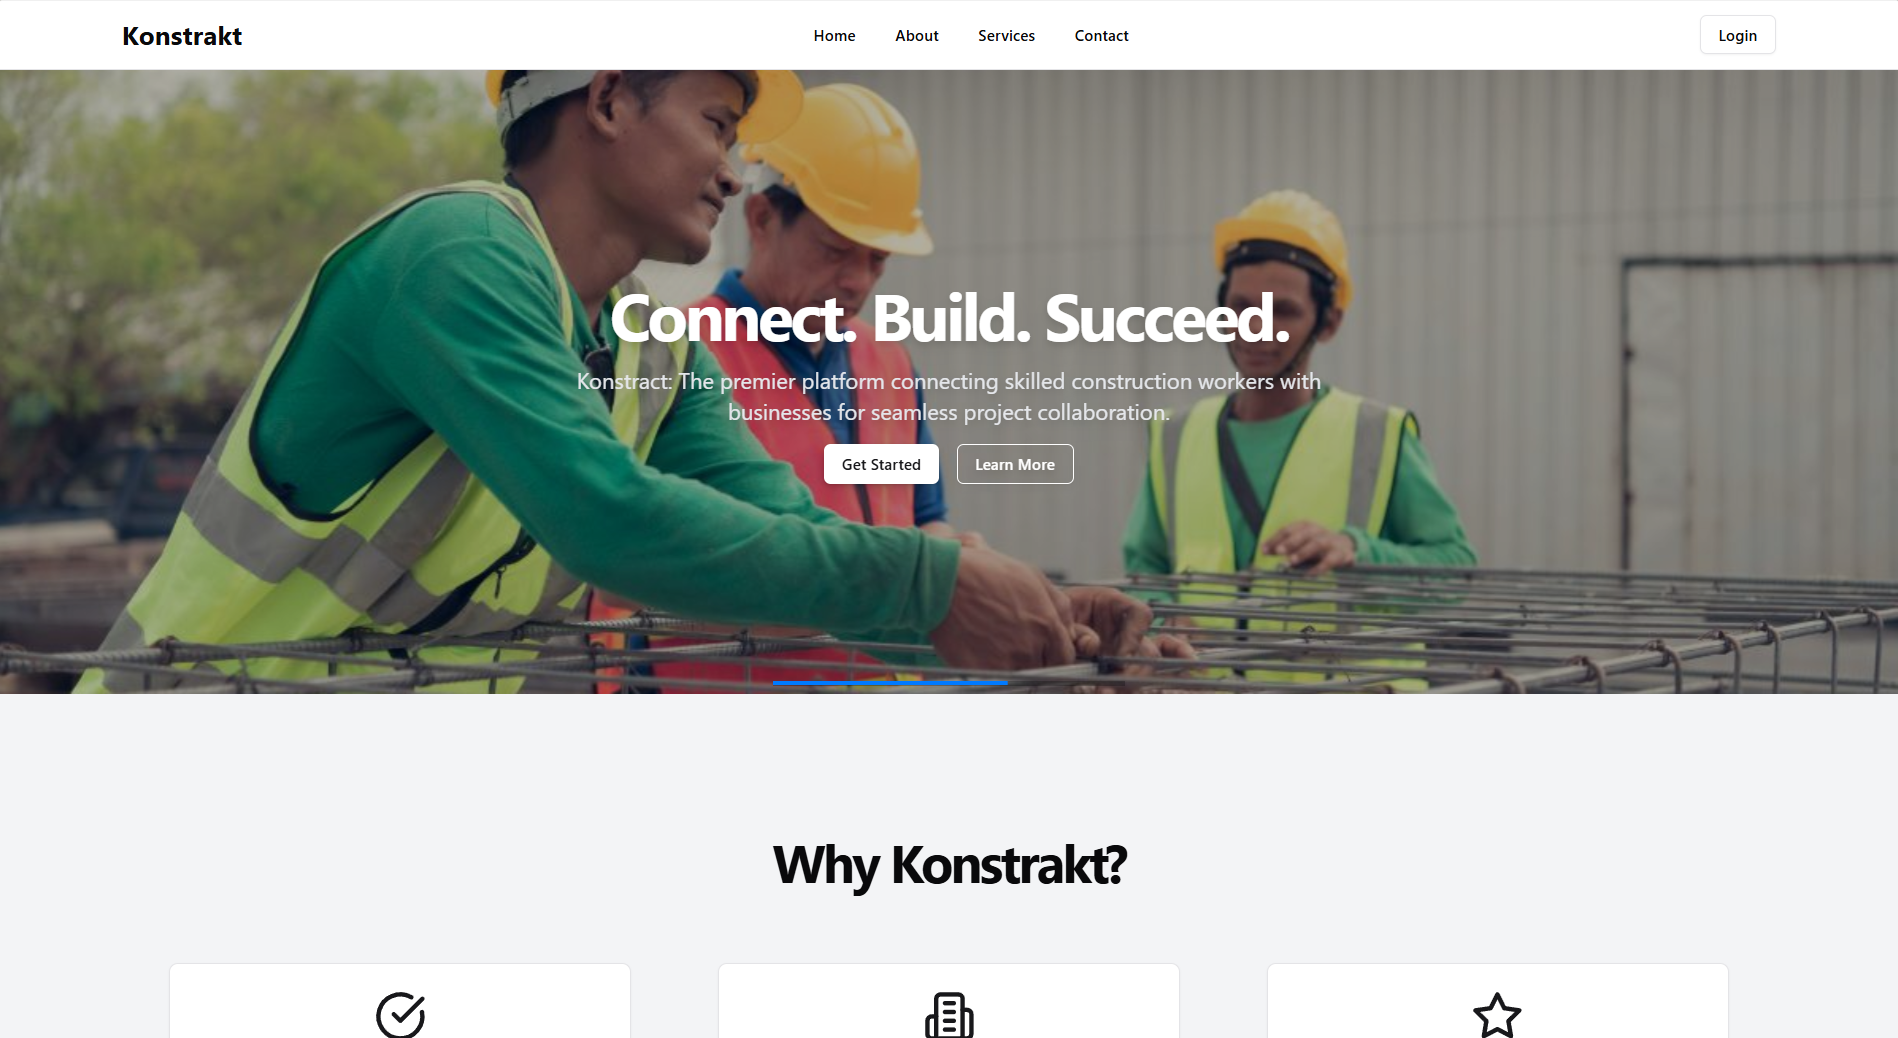 Konstrakt
Home
About
Services
Contact
Login
Connect. Build. Succeed.
Konstract: The premier platform connecting skilled construction workers with
businesses for seamless project collaboration.
Get Started
Learn More
Why Konstrakt?